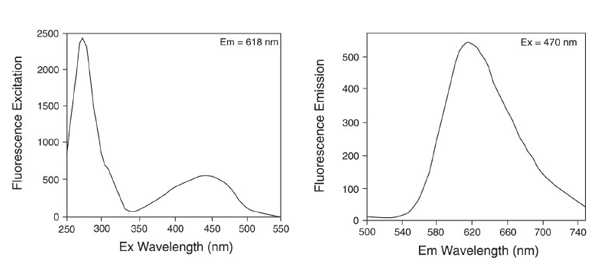 Em = 618 nm
Fluorescence Excitation
2500
2000
1500
1000
500
0
250 300 350 400 450 500 550
Ex Wavelength (nm)
Ex = 470 nm
Fluorescence Emission
500
400
300
200
100
0
500 540 580 620 660 700 740
Em Wavelength (nm)